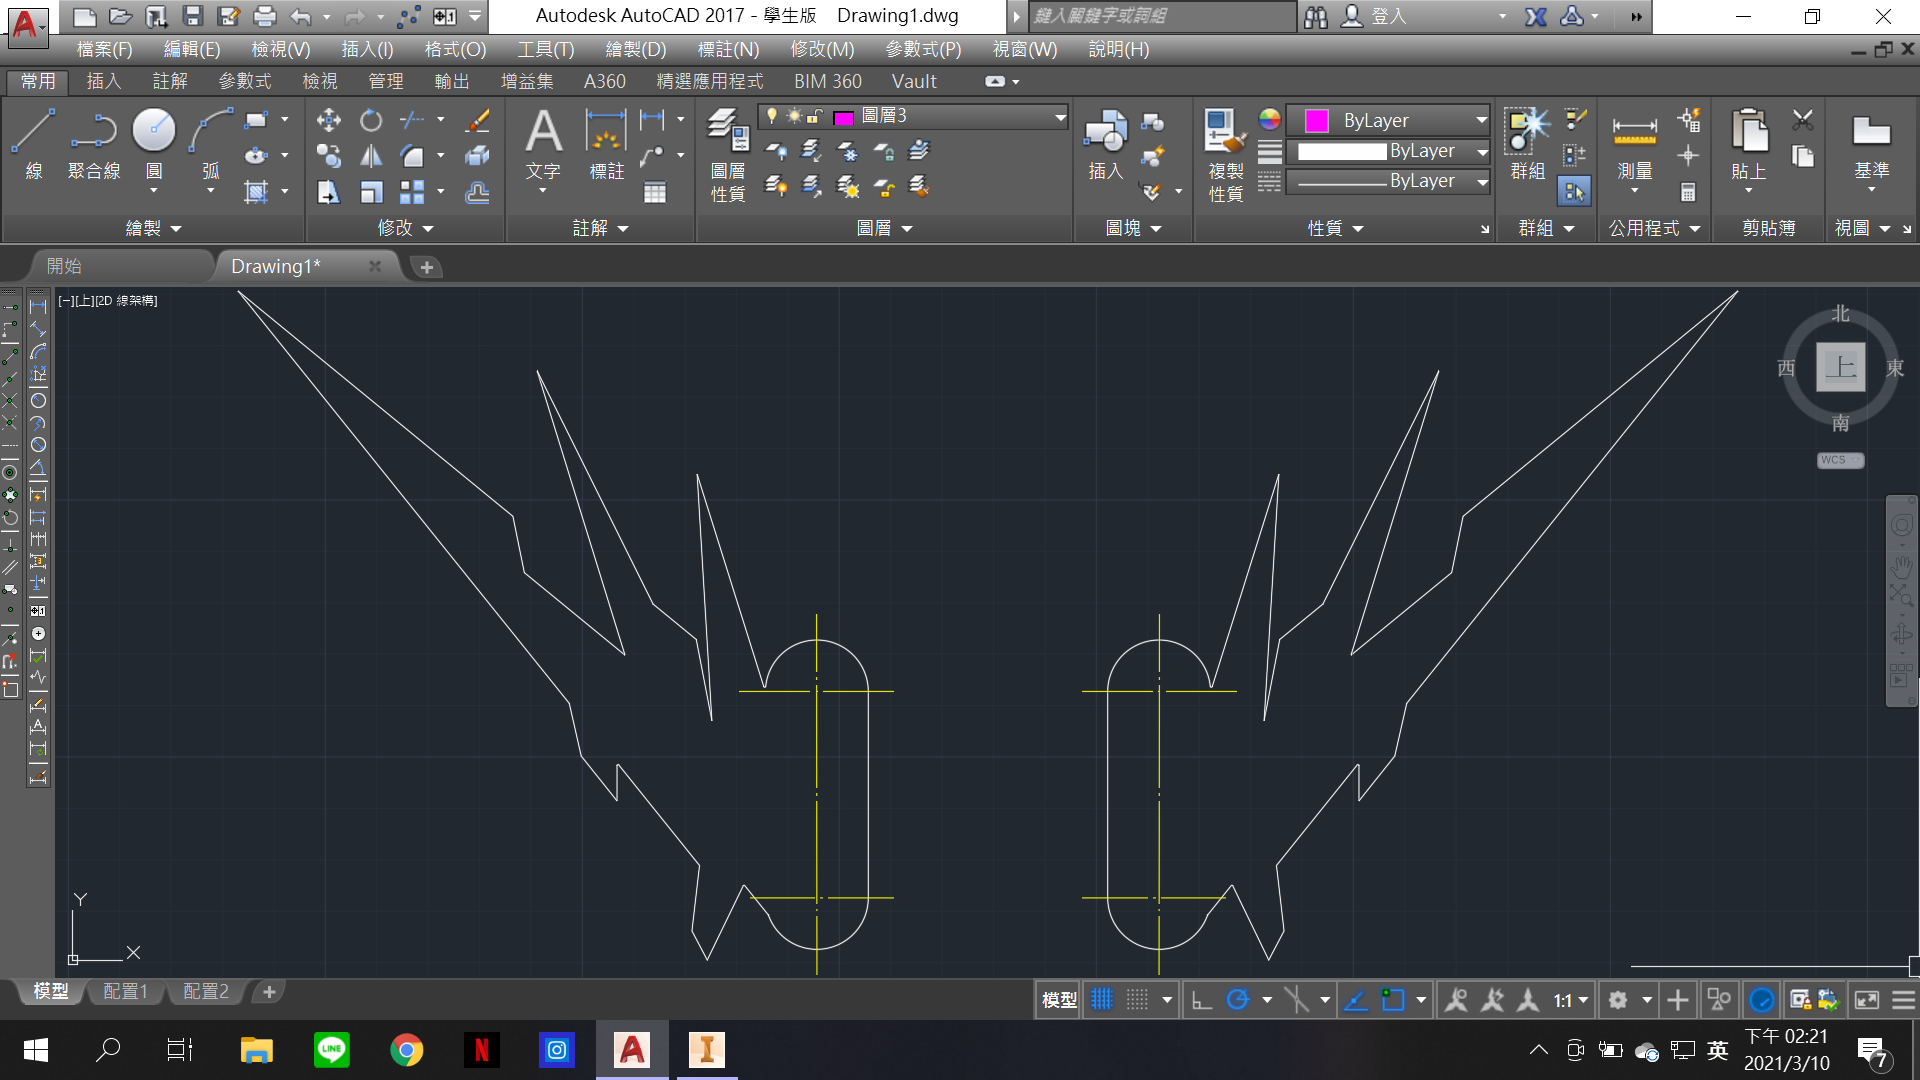 Autodesk AutoCAD 2017 - 學生版 Drawing1.dwg
鍵入關鍵字或詞組
登入
檔案(F) 編輯(E) 檢視(V) 插入(I) 格式(O) 工具(T) 繪製(D) 標註(N) 修改(M) 參數式(P) 視窗(W) 說明(H)
常用 插入 註解 參數式 檢視 管理 輸出 增益集 A360 精選應用程式 BIM 360 Vault
線 聚合線 圓 弧
文字 標註
圖層
性質
圖層3
插入
複製
性質
ByLayer
ByLayer
ByLayer
群組
測量
貼上
基準
繪製 修改 註解 圖層 圖塊 性質 群組 公用程式 剪貼簿 視圖
開始 Drawing1*
[−][上][2D 線架構]
北
西 上 東
南
WCS
Y
X
模型 配置1 配置2
模型 1:1
LINE
N
英
下午 02:21
2021/3/10
7